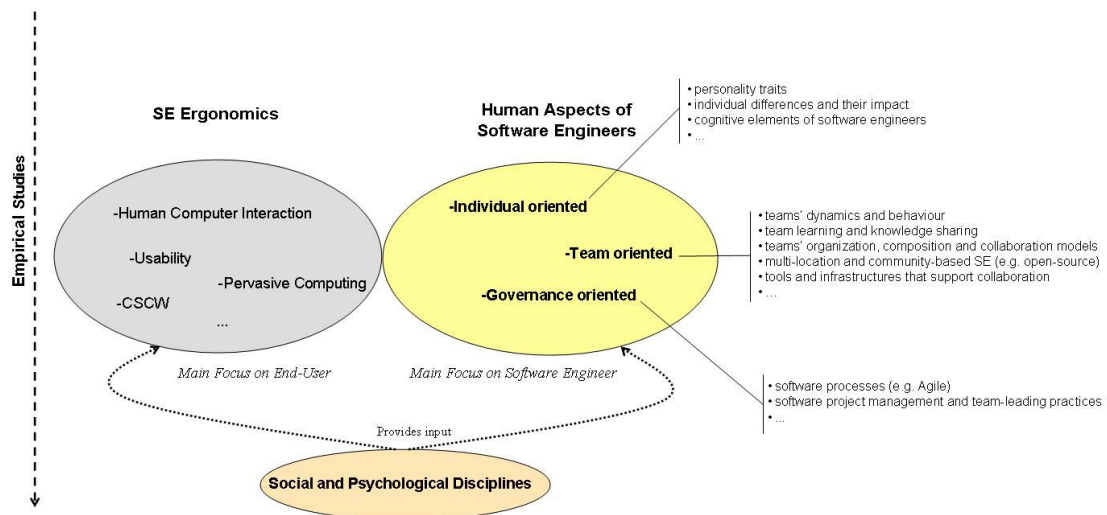 Empirical Studies
SE Ergonomics
-Human Computer Interaction
-Usability
-Pervasive Computing
-CSCW
...
Main Focus on End-User
Human Aspects of
Software Engineers
-Individual oriented
-Team oriented
-Governance oriented
Main Focus on Software Engineer
• personality traits
• individual differences and their impact
• cognitive elements of software engineers
• ...
• teams' dynamics and behaviour
• team learning and knowledge sharing
• teams' organization, composition and collaboration models
• multi-location and community-based SE (e.g. open-source)
• tools and infrastructures that support collaboration
• ...
• software processes (e.g. Agile)
• software project management and team-leading practices
• ...
Provides input
Social and Psychological Disciplines